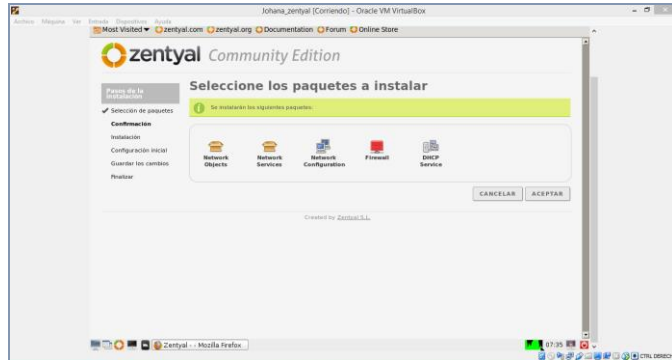 Johana_zentyal [Corriendo] - Oracle VM VirtualBox
Archivo Máquina Ver Entrada Dispositivos Ayuda
Most Visited zentyal.com zentyal.org Documentation Forum Online Store
zentyal Community Edition
Pasos de la instalación
Selección de paquetes
Confirmación
Instalación
Configuración inicial
Guardar los cambios
Finalizar
Seleccione los paquetes a instalar
Se instalarán los siguientes paquetes:
Network Objects
Network Services
Network Configuration
Firewall
DHCP Service
CANCELAR ACEPTAR
Created by Zentyal S.L.
Zentyal - - Mozilla Firefox
07:35
CTRL DERECHO